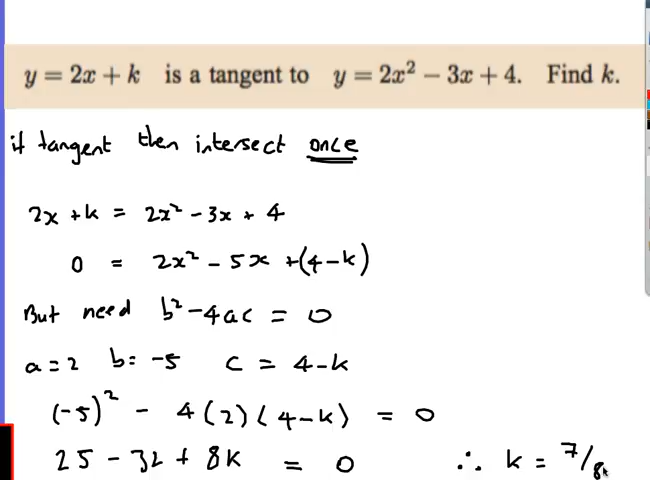 y = 2x + k is a tangent to y = 2x² − 3x + 4. Find k.
if tangent then intersect once
2x + k = 2x² − 3x + 4
0 = 2x² − 5x + (4 − k)
But need b² − 4ac = 0
a = 2 b = −5 c = 4 − k
(−5)² − 4(2)(4 − k) = 0
25 − 32 + 8k = 0 ∴ k = 7/8